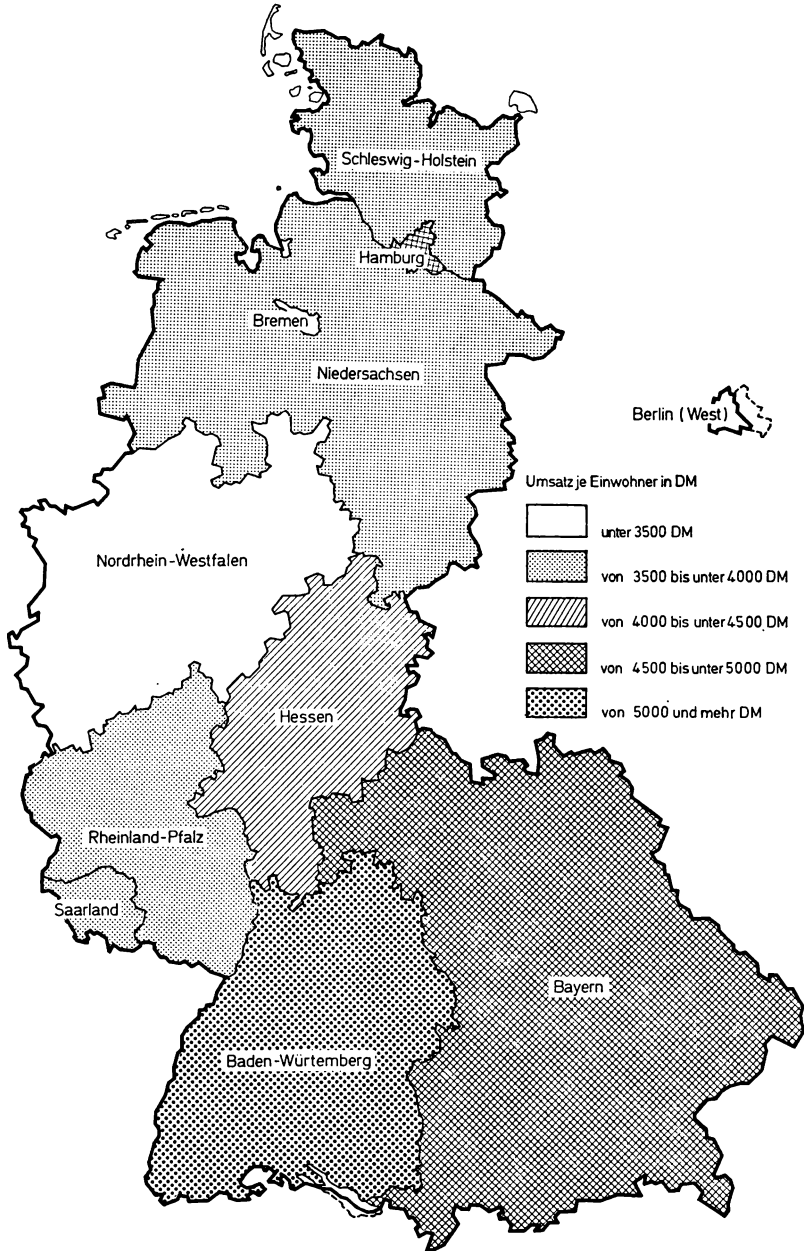 Schleswig-Holstein
Hamburg
Bremen
Niedersachsen
Berlin (West)
Umsatz je Einwohner in DM
unter 3500 DM
von 3500 bis unter 4000 DM
von 4000 bis unter 4500 DM
von 4500 bis unter 5000 DM
von 5000 und mehr DM
Nordrhein-Westfalen
Hessen
Rheinland-Pfalz
Saarland
Bayern
Baden-Würtemberg